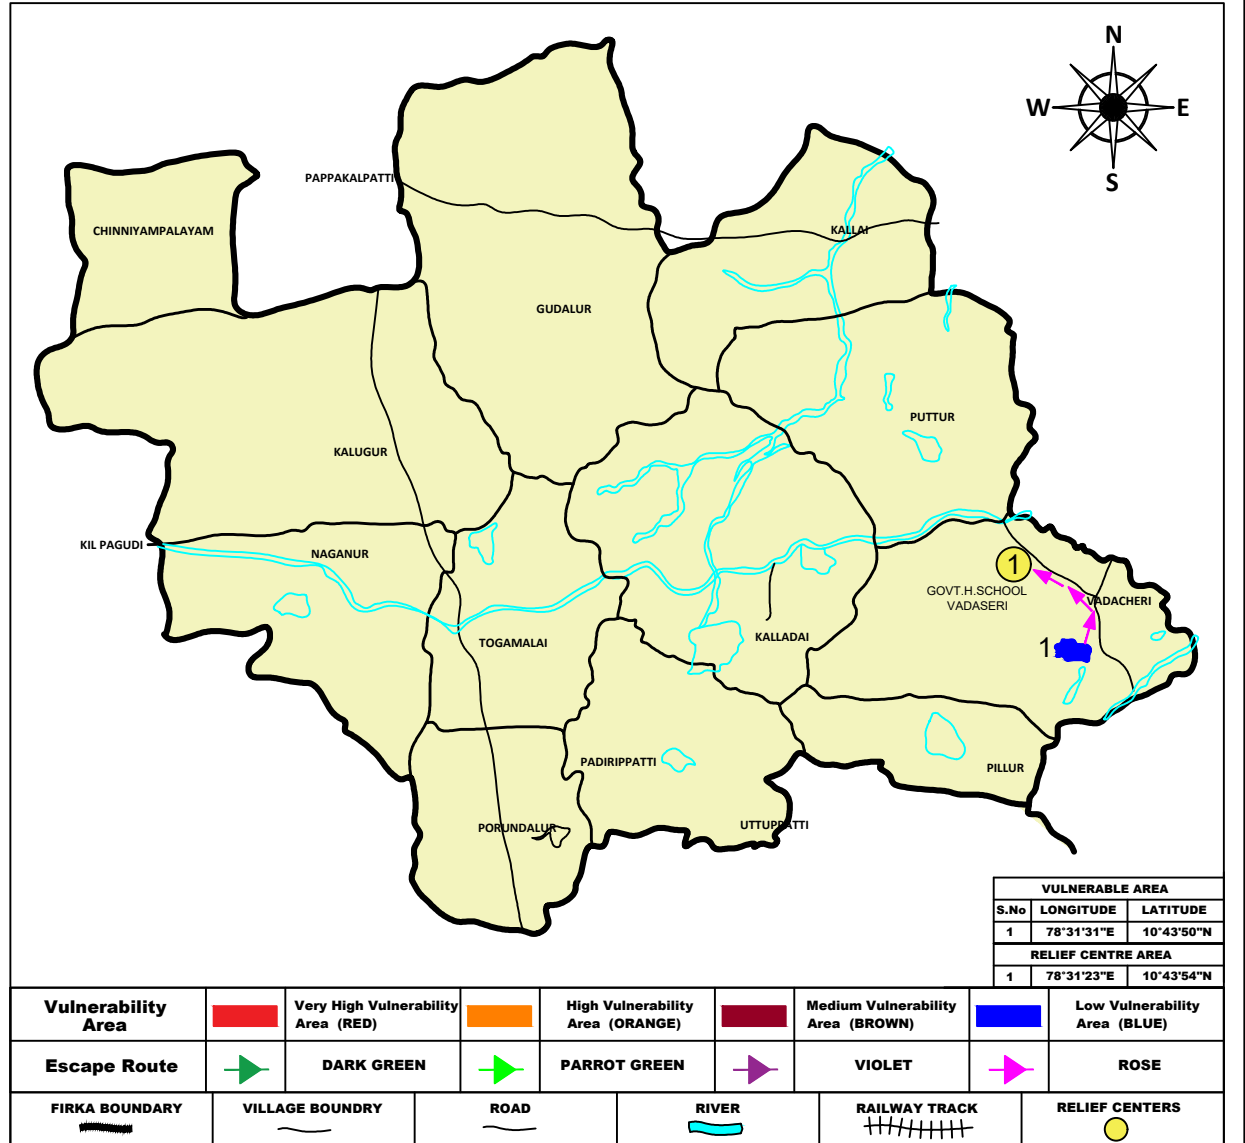 N
W
E
S
PAPPAKALPATTI
CHINNIYAMPALAYAM
KALLAI
GUDALUR
PUTTUR
KALUGUR
KIL PAGUDI
NAGANUR
1
GOVT.H.SCHOOL
VADASERI
VADACHERI
TOGAMALAI
KALLADAI
1
PADIRIPPATTI
PILLUR
PORUNDALUR
UTTUPPATTI
VULNERABLE AREA
S.No LONGITUDE LATITUDE
1 78°31'31"E 10°43'50"N
RELIEF CENTRE AREA
1 78°31'23"E 10°43'54"N
Vulnerability
Area
Very High Vulnerability
Area (RED)
High Vulnerability
Area (ORANGE)
Medium Vulnerability
Area (BROWN)
Low Vulnerability
Area (BLUE)
Escape Route
DARK GREEN
PARROT GREEN
VIOLET
ROSE
FIRKA BOUNDARY
VILLAGE BOUNDRY
ROAD
RIVER
RAILWAY TRACK
RELIEF CENTERS